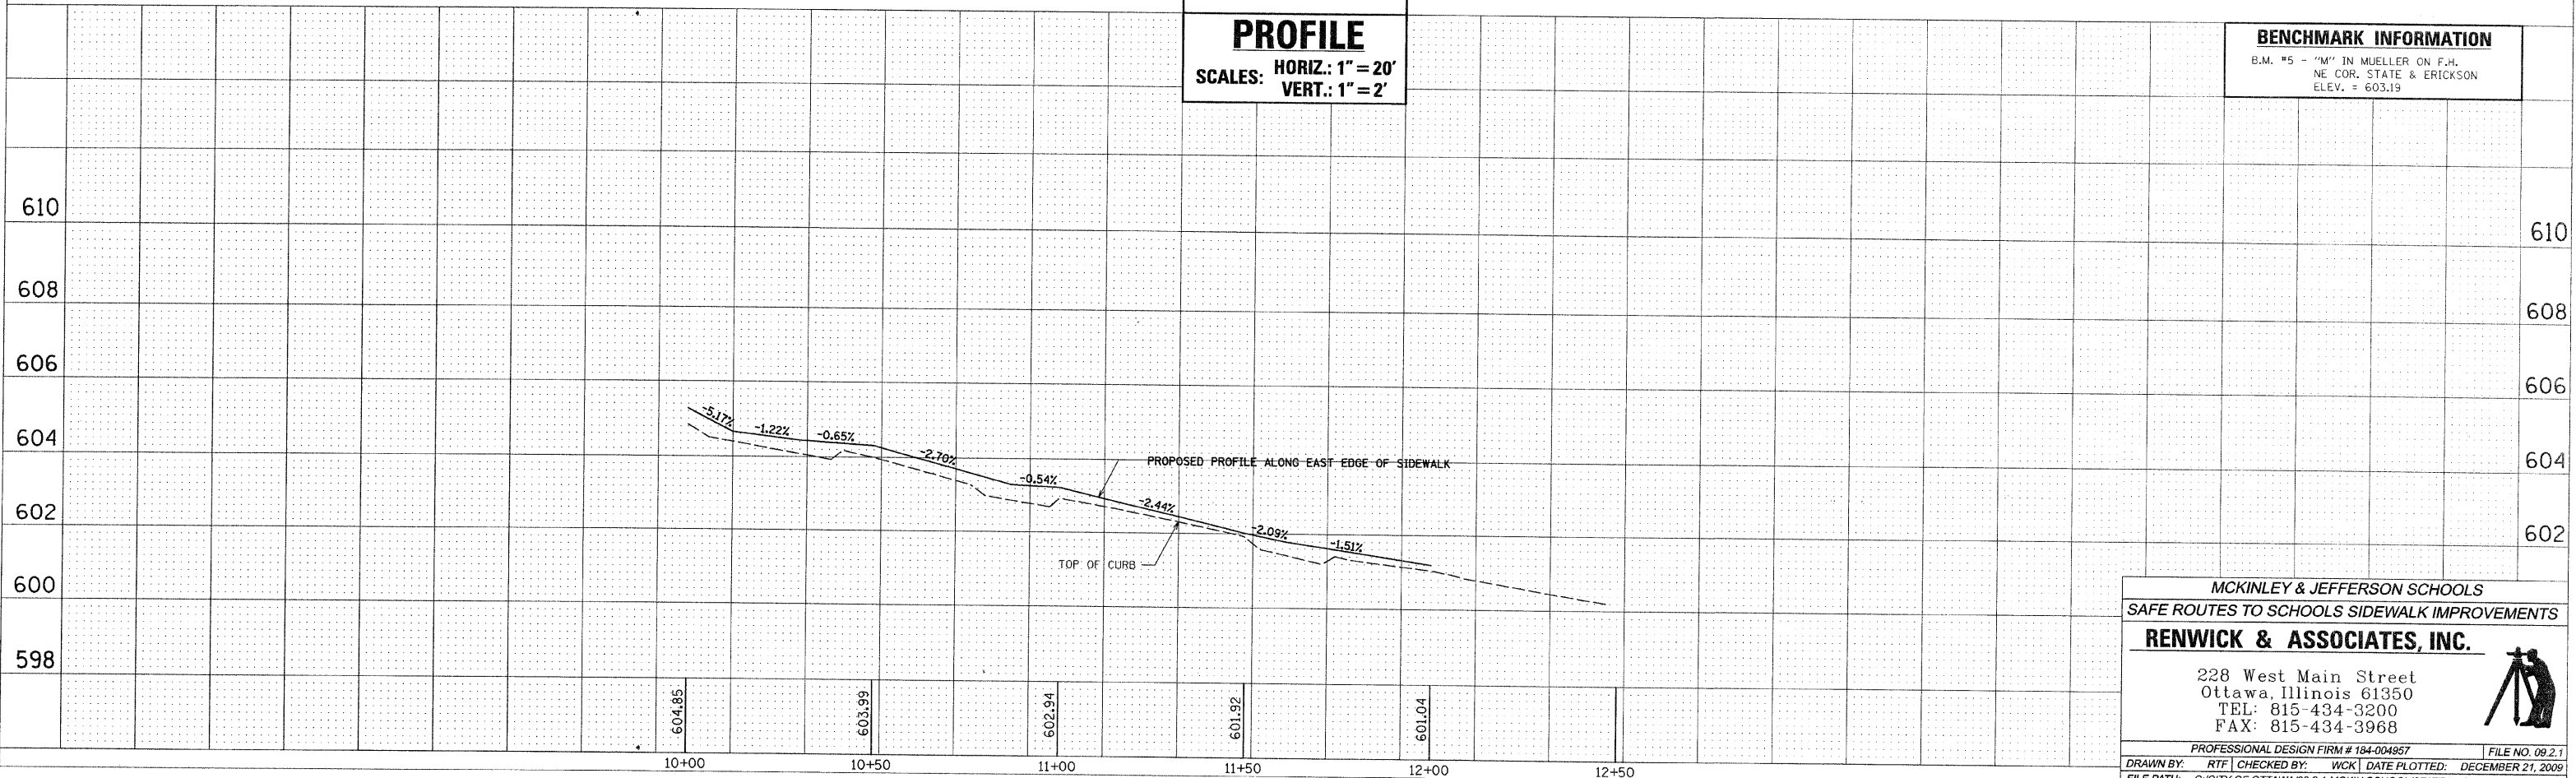 PROFILE
SCALES: HORIZ.: 1" = 20'
VERT.: 1" = 2'
BENCHMARK INFORMATION
B.M. #5 - "M" IN MUELLER ON F.H.
NE COR. STATE & ERICKSON
ELEV. = 603.19
610
610
608
608
606
606
604
604
602
602
600
598
-5.17%
-1.22%
-0.65%
-2.70%
-0.54%
-2.44%
-2.09%
-1.51%
PROPOSED PROFILE ALONG EAST EDGE OF SIDEWALK
TOP OF CURB
604.85
603.99
602.94
601.92
601.04
10+00
10+50
11+00
11+50
12+00
12+50
MCKINLEY & JEFFERSON SCHOOLS
SAFE ROUTES TO SCHOOLS SIDEWALK IMPROVEMENTS
RENWICK & ASSOCIATES, INC.
228 West Main Street
Ottawa, Illinois 61350
TEL: 815-434-3200
FAX: 815-434-3968
PROFESSIONAL DESIGN FIRM # 184-004957
FILE NO. 09.2.1
DRAWN BY: RTF CHECKED BY: WCK DATE PLOTTED: DECEMBER 21, 2009